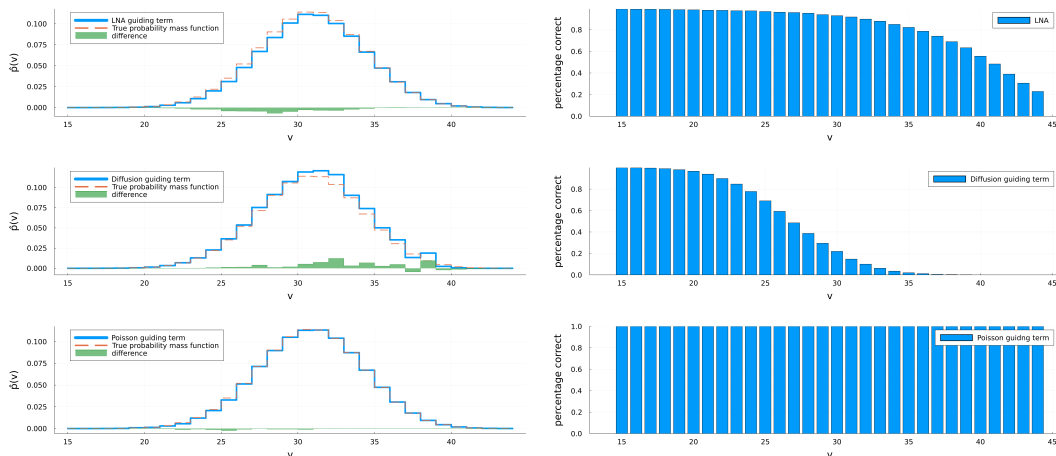 LNA guiding term
True probability mass function
difference
p̂(v)
0.100
0.075
0.050
0.025
0.000
15 20 25 30 35 40
v
LNA
percentage correct
0.8
0.6
0.4
0.2
0.0
15 20 25 30 35 40 45
v
Diffusion guiding term
True probability mass function
difference
p̂(v)
0.100
0.075
0.050
0.025
0.000
15 20 25 30 35 40
v
Diffusion guiding term
percentage correct
0.8
0.6
0.4
0.2
0.0
15 20 25 30 35 40 45
v
Poisson guiding term
True probability mass function
difference
p̂(v)
0.100
0.075
0.050
0.025
0.000
15 20 25 30 35 40
v
Poisson guidng term
percentage correct
1.0
0.8
0.6
0.4
0.2
0.0
15 20 25 30 35 40 45
v